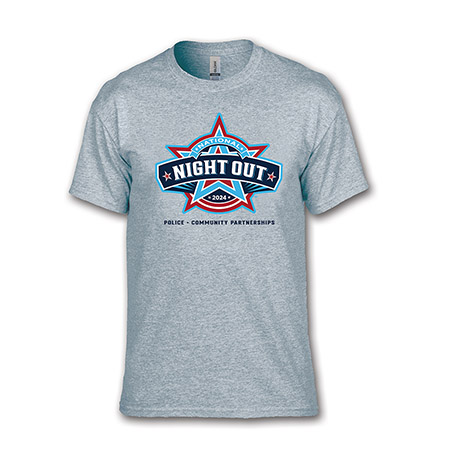 NATIONAL
NIGHT OUT
2024
POLICE - COMMUNITY PARTNERSHIPS